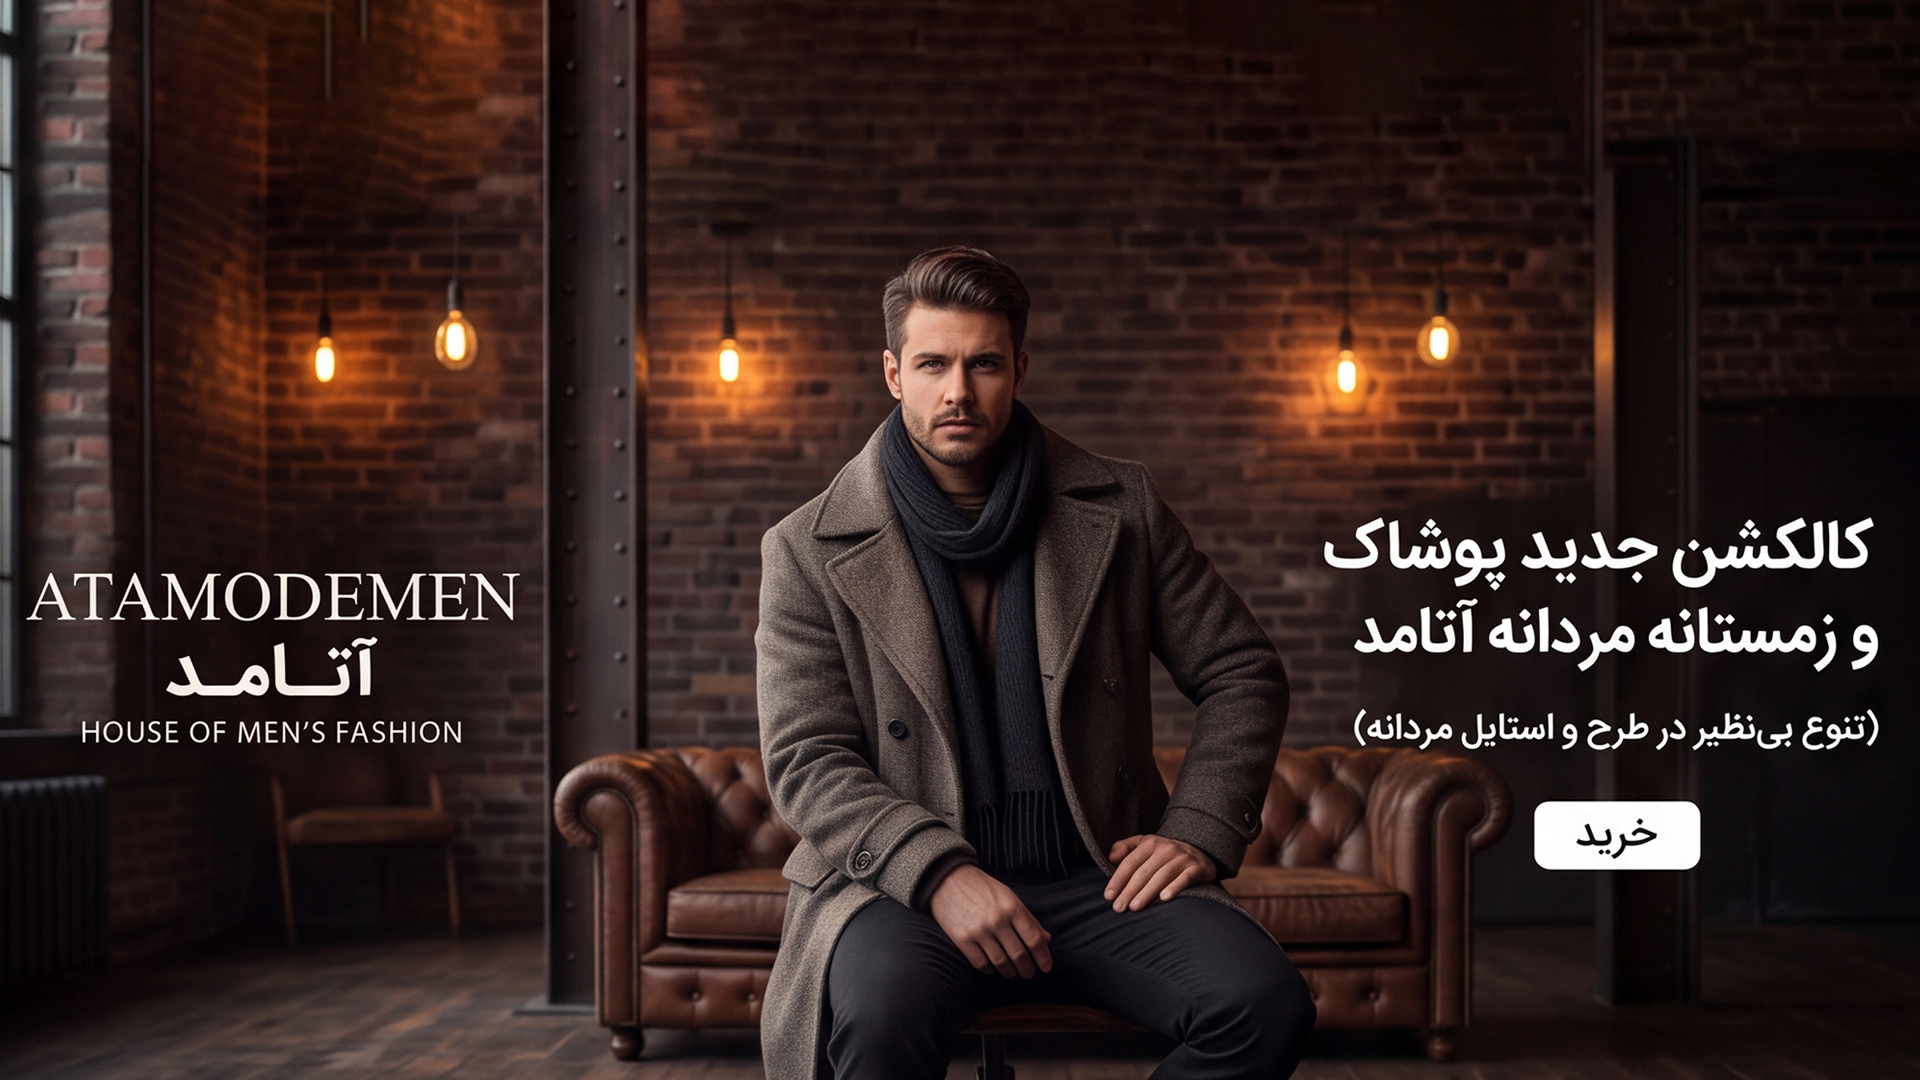 ATAMODEMEN
آتامد
HOUSE OF MEN'S FASHION
کالکشن جدید پوشاک
و زمستانه مردانه آتامد
(تنوع بی‌نظیر در طرح و استایل مردانه)
خرید